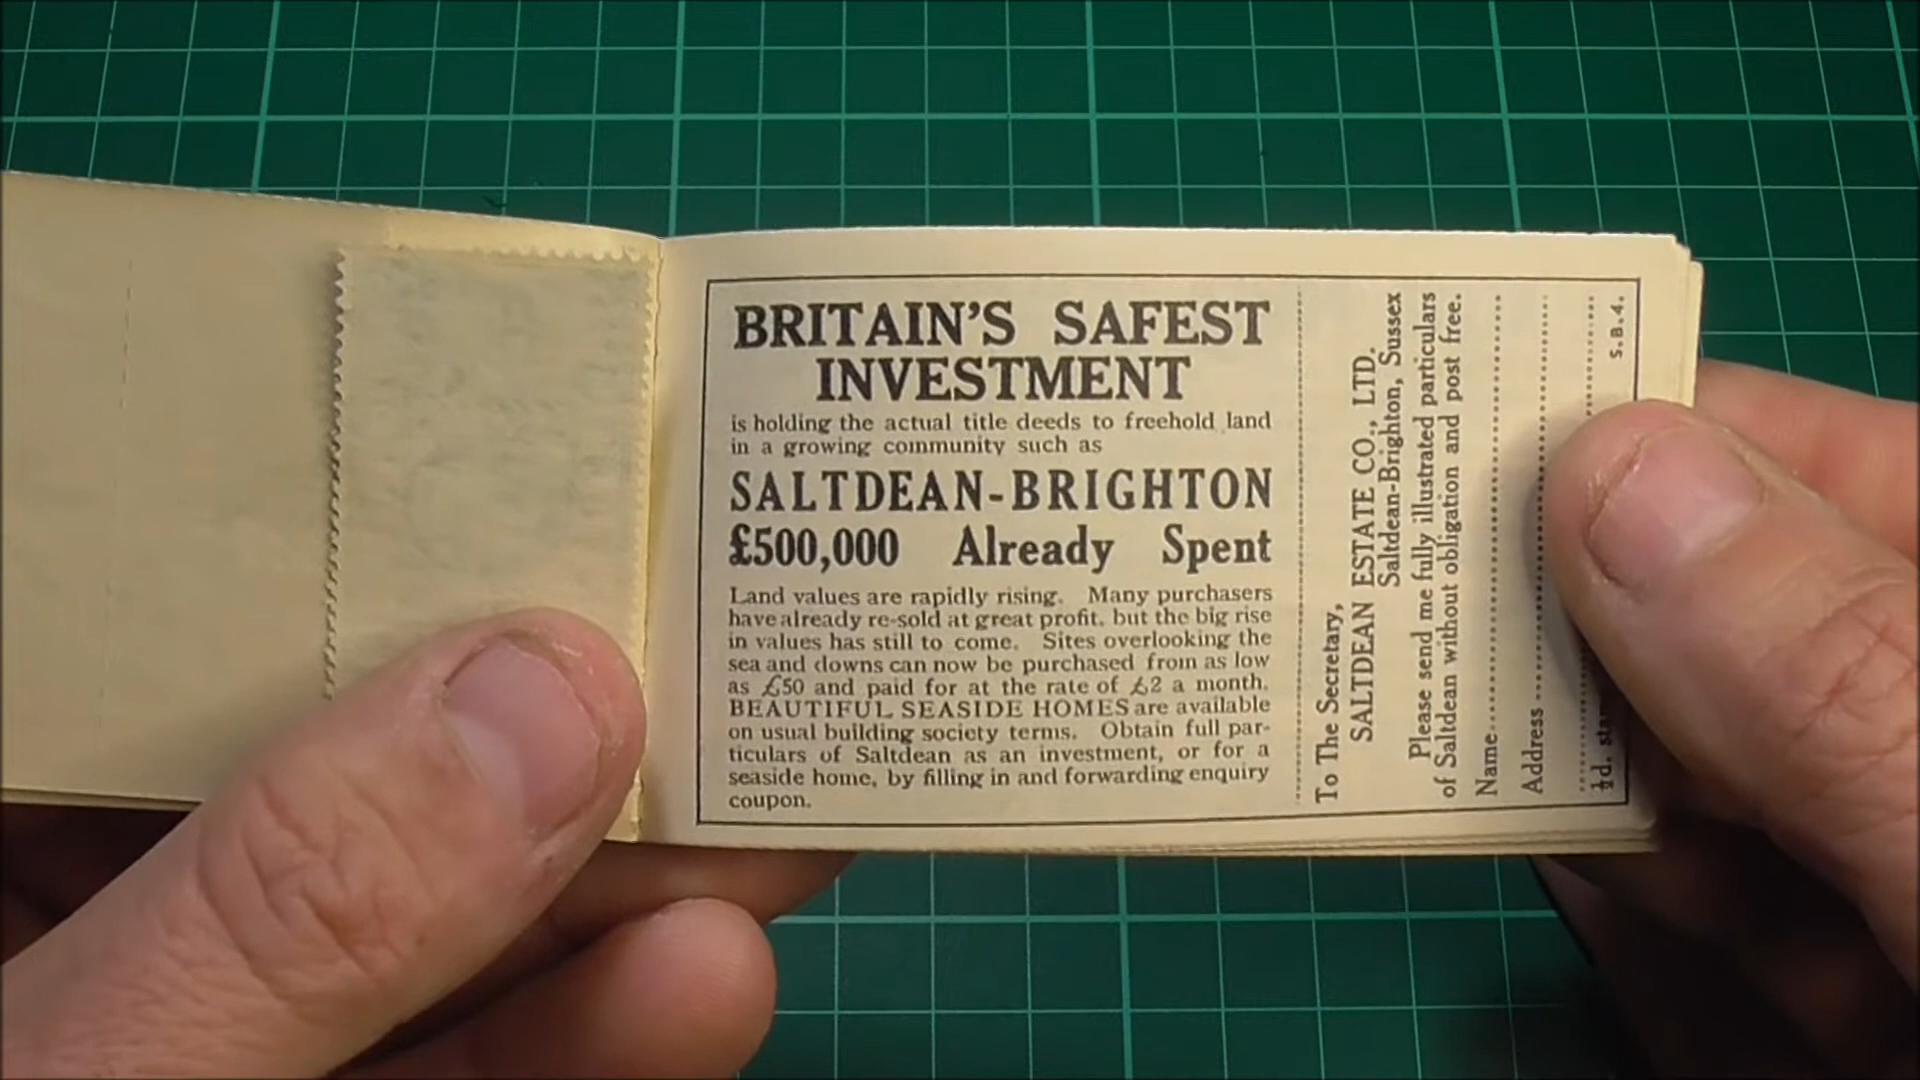 BRITAIN'S SAFEST
INVESTMENT
is holding the actual title deeds to freehold land
in a growing community such as
SALTDEAN-BRIGHTON
£500,000 Already Spent
Land values are rapidly rising. Many purchasers
have already re-sold at great profit, but the big rise
in values has still to come. Sites overlooking the
sea and downs can now be purchased from as low
as £50 and paid for at the rate of £2 a month.
BEAUTIFUL SEASIDE HOMES are available
on usual building society terms. Obtain full par-
ticulars of Saltdean as an investment, or for a
seaside home, by filling in and forwarding enquiry
coupon.
To The Secretary,
SALTDEAN ESTATE CO., LTD.
Saltdean-Brighton, Sussex
Please send me fully illustrated particulars
of Saltdean without obligation and post free.
Name
Address
½d.
S.B.4.